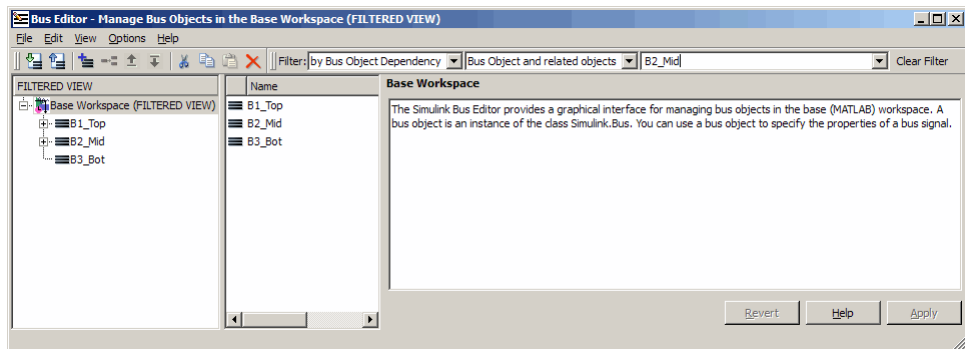 Bus Editor - Manage Bus Objects in the Base Workspace (FILTERED VIEW)
File Edit View Options Help
Filter: by Bus Object Dependency Bus Object and related objects B2_Mid Clear Filter
FILTERED VIEW
Base Workspace (FILTERED VIEW)
B1_Top
B2_Mid
B3_Bot
Name
B1_Top
B2_Mid
B3_Bot
Base Workspace
The Simulink Bus Editor provides a graphical interface for managing bus objects in the base (MATLAB) workspace. A
bus object is an instance of the class Simulink.Bus. You can use a bus object to specify the properties of a bus signal.
Revert Help Apply